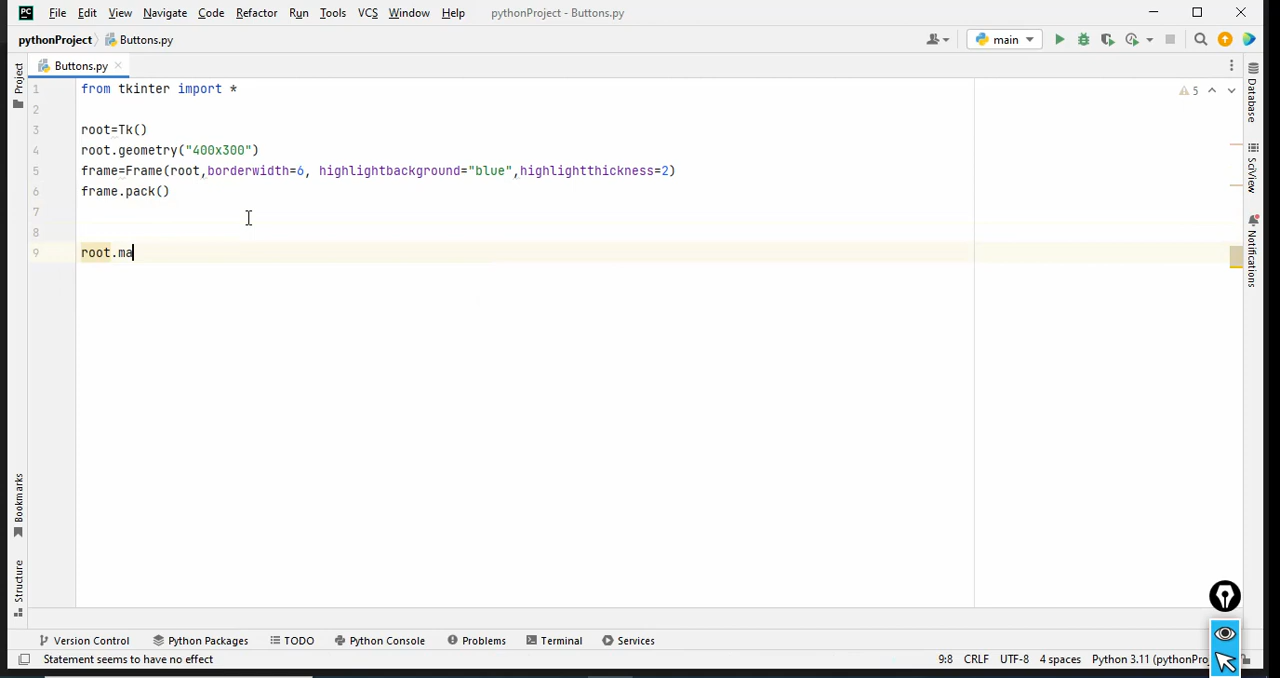 PC File Edit View Navigate Code Refactor Run Tools VCS Window Help pythonProject - Buttons.py
pythonProject Buttons.py main
Project Buttons.py
1 from tkinter import *
2
3 root=Tk()
4 root.geometry("400x300")
5 frame=Frame(root,borderwidth=6, highlightbackground="blue",highlightthickness=2)
6 frame.pack()
7
8
9 root.ma
5
Database
SciView
Notifications
Bookmarks
Structure
Version Control Python Packages TODO Python Console Problems Terminal Services
Statement seems to have no effect 9:8 CRLF UTF-8 4 spaces Python 3.11 (pythonPro